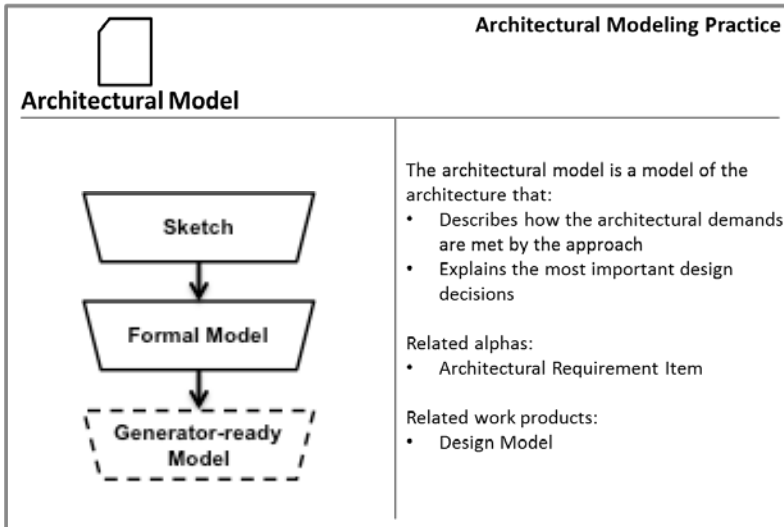 Architectural Modeling Practice
Architectural Model
Sketch
Formal Model
Generator-ready
Model
The architectural model is a model of the
architecture that:
• Describes how the architectural demands
are met by the approach
• Explains the most important design
decisions
Related alphas:
• Architectural Requirement Item
Related work products:
• Design Model